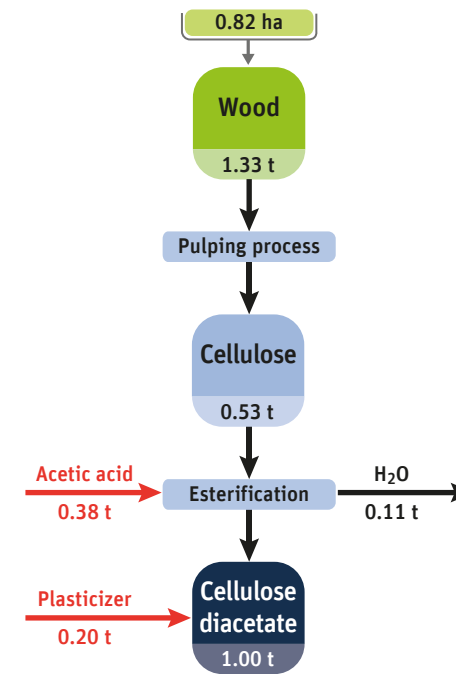 0.82 ha
Wood
1.33 t
Pulping process
Cellulose
0.53 t
Acetic acid
0.38 t
Esterification
H₂O
0.11 t
Plasticizer
0.20 t
Cellulose
diacetate
1.00 t